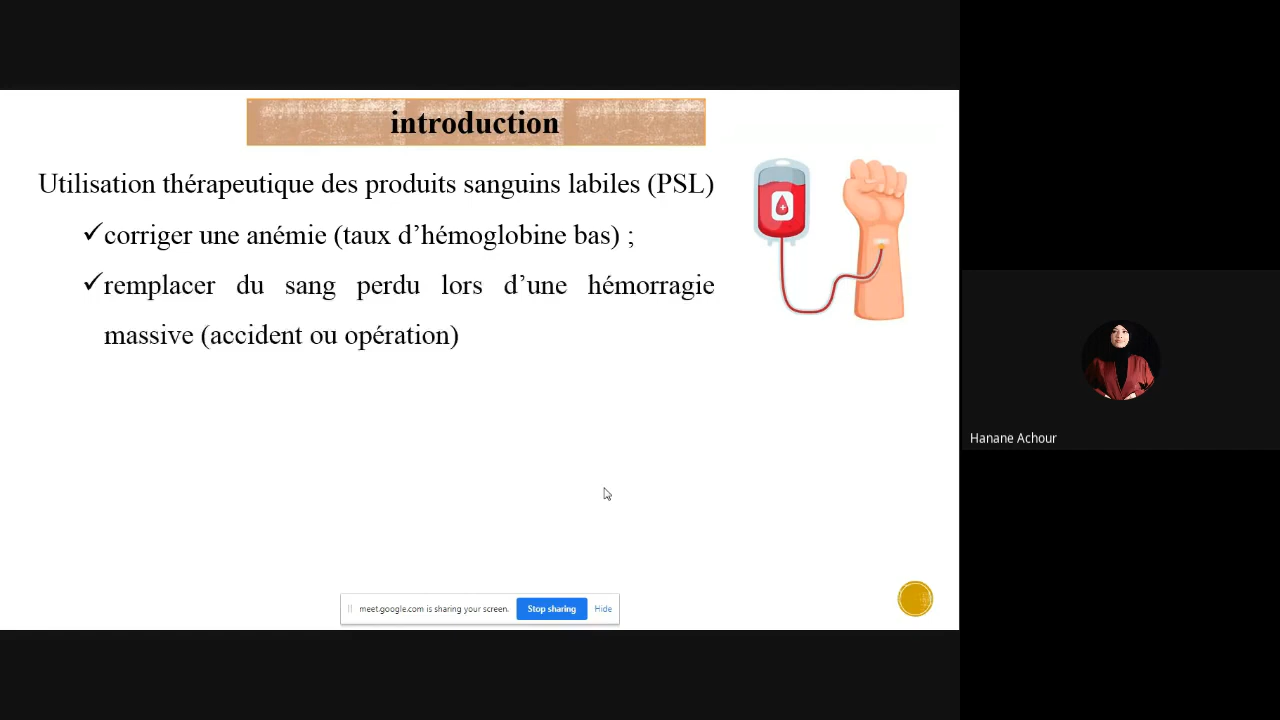 introduction
Utilisation thérapeutique des produits sanguins labiles (PSL)
✓corriger une anémie (taux d’hémoglobine bas) ;
✓remplacer du sang perdu lors d’une hémorragie
massive (accident ou opération)
Hanane Achour
meet.google.com is sharing your screen. Stop sharing Hide